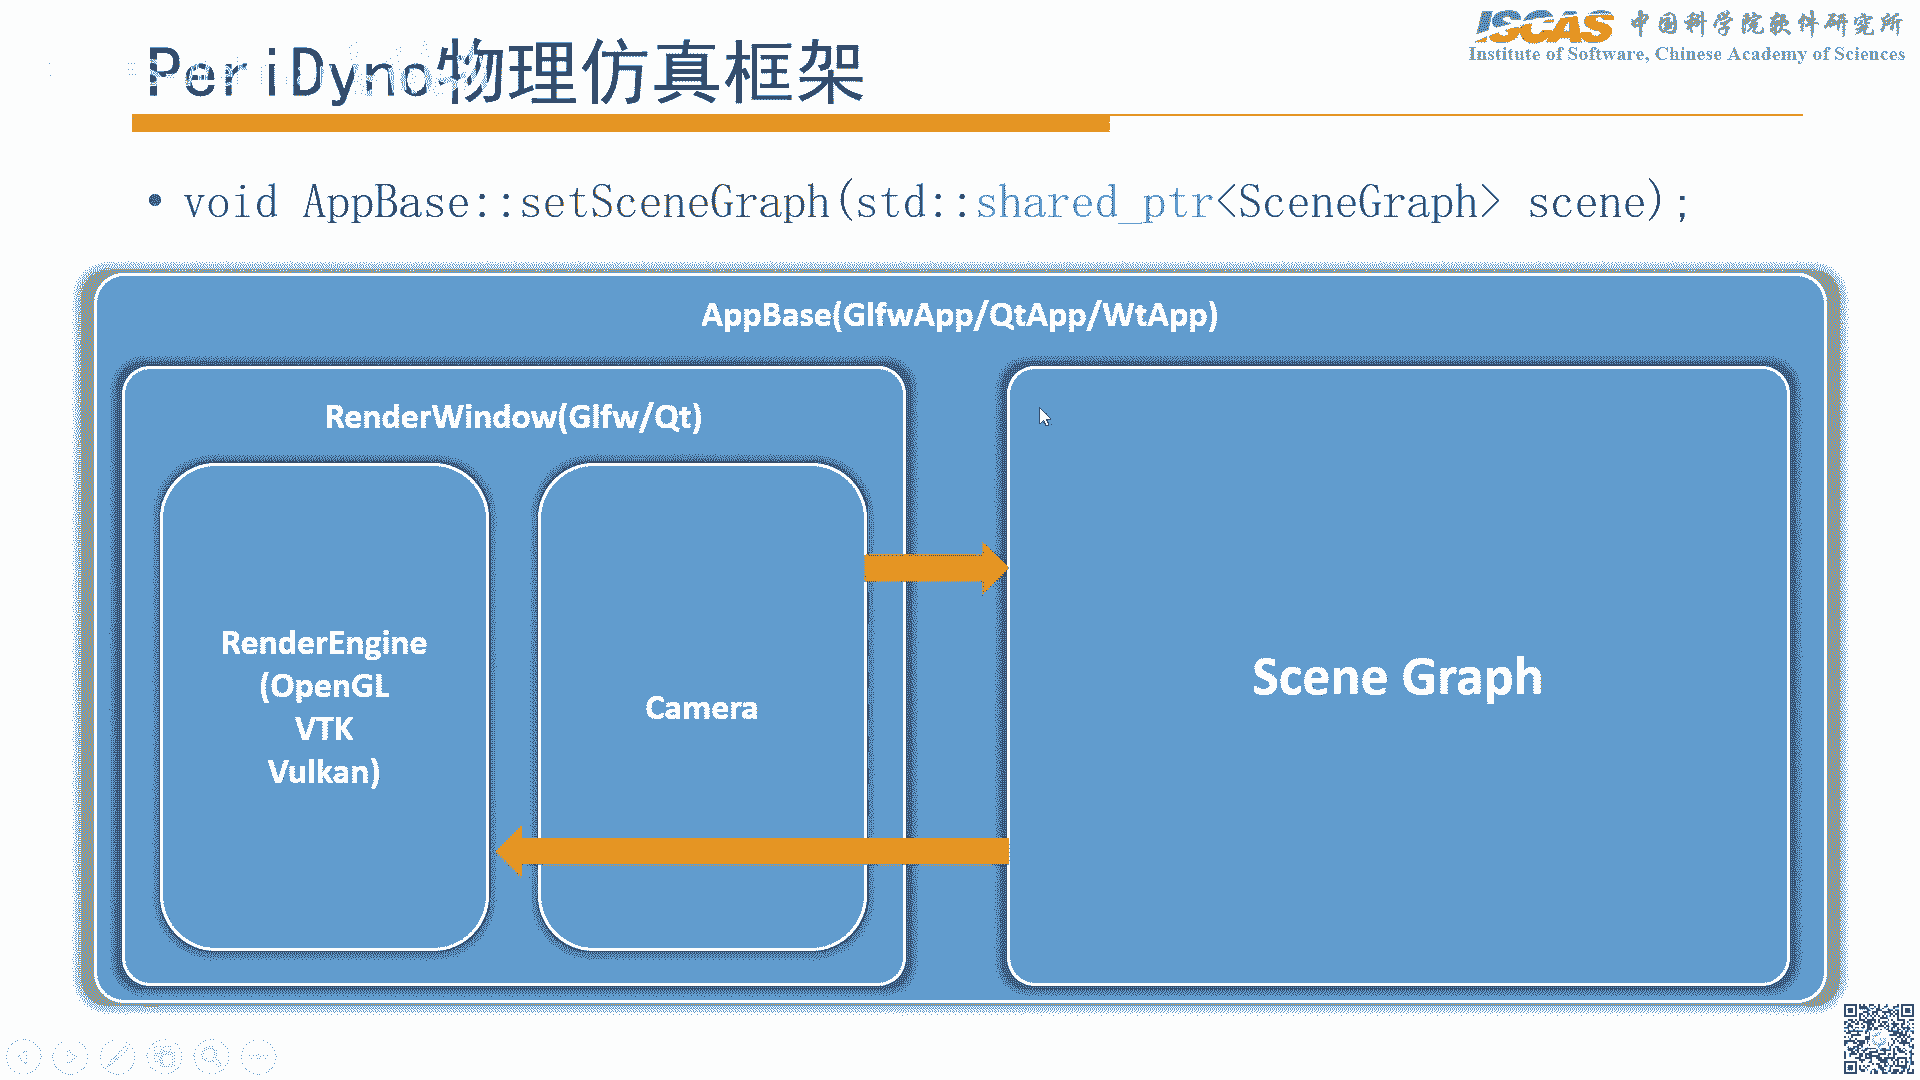 ISCAS 中国科学院软件研究所
Institute of Software, Chinese Academy of Sciences
PeriDyno物理仿真框架
• void AppBase::setSceneGraph(std::shared_ptr<SceneGraph> scene);
AppBase(GlfwApp/QtApp/WtApp)
RenderWindow(Glfw/Qt)
RenderEngine
(OpenGL
VTK
Vulkan)
Camera
Scene Graph